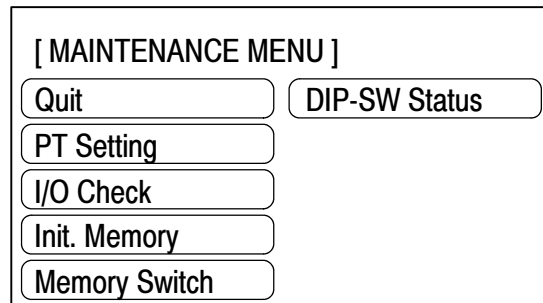 [ MAINTENANCE MENU ]
Quit
DIP-SW Status
PT Setting
I/O Check
Init. Memory
Memory Switch